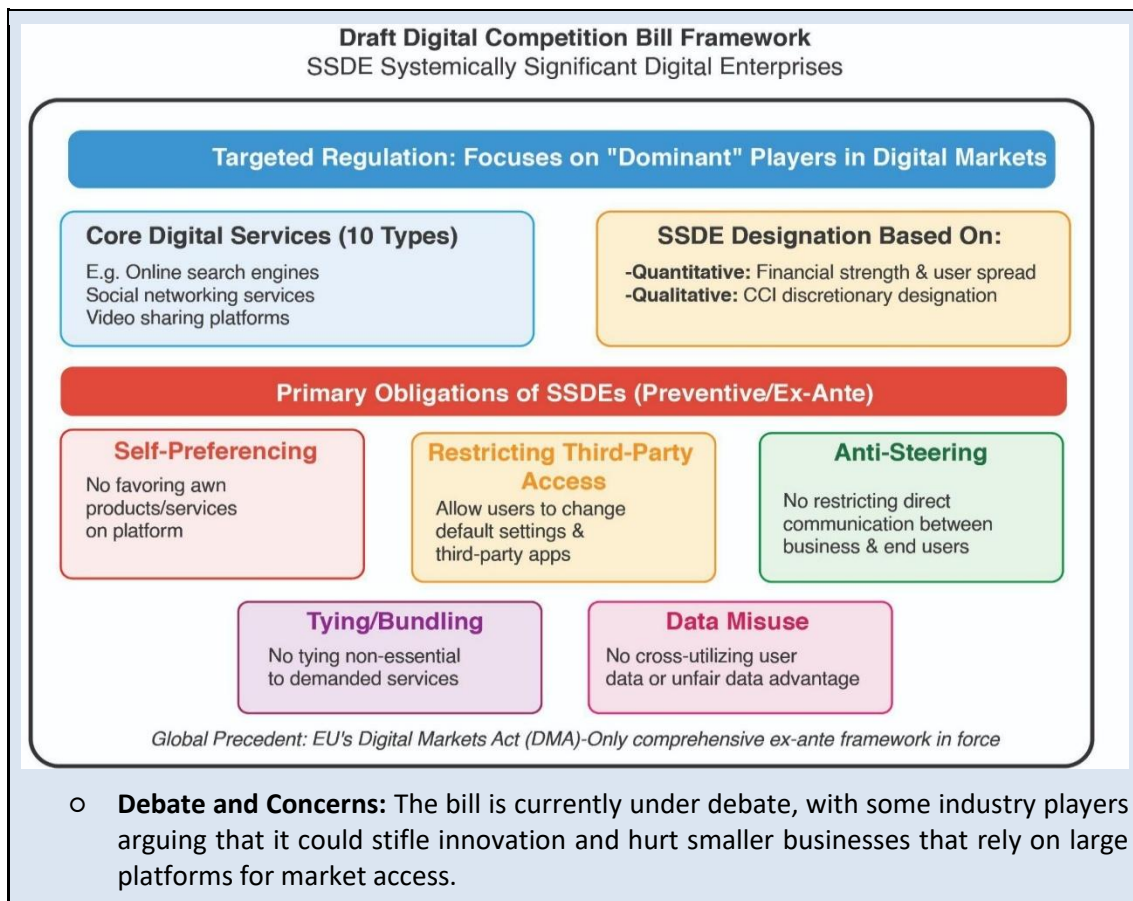 Draft Digital Competition Bill Framework
SSDE Systemically Significant Digital Enterprises
Targeted Regulation: Focuses on "Dominant" Players in Digital Markets
Core Digital Services (10 Types)
E.g. Online search engines
Social networking services
Video sharing platforms
SSDE Designation Based On:
-Quantitative: Financial strength & user spread
-Qualitative: CCI discretionary designation
Primary Obligations of SSDEs (Preventive/Ex-Ante)
Self-Preferencing
No favoring awn
products/services
on platform
Restricting Third-Party
Access
Allow users to change
default settings &
third-party apps
Anti-Steering
No restricting direct
communication between
business & end users
Tying/Bundling
No tying non-essential
to demanded services
Data Misuse
No cross-utilizing user
data or unfair data advantage
Global Precedent: EU's Digital Markets Act (DMA)-Only comprehensive ex-ante framework in force
○ Debate and Concerns: The bill is currently under debate, with some industry players
arguing that it could stifle innovation and hurt smaller businesses that rely on large
platforms for market access.